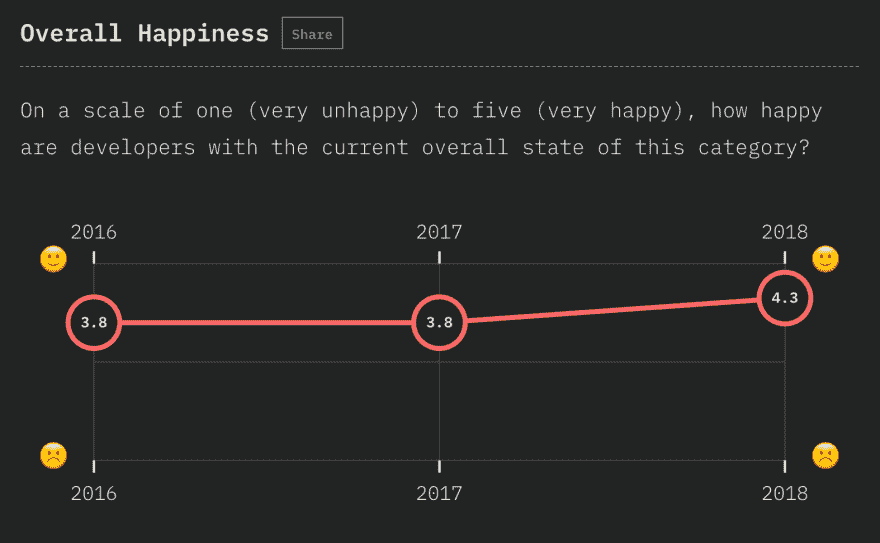 Overall Happiness Share
On a scale of one (very unhappy) to five (very happy), how happy
are developers with the current overall state of this category?
2016 2017 2018
3.8 3.8 4.3
2016 2017 2018